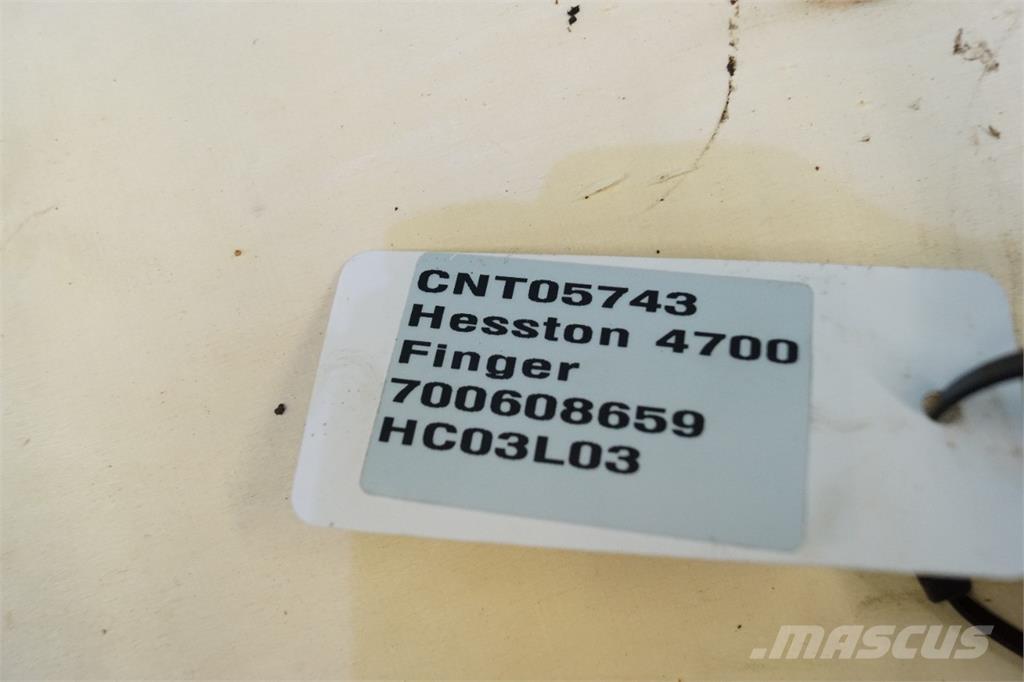 CNT05743
Hesston 4700
Finger
700608659
HC03L03
.MASCUS